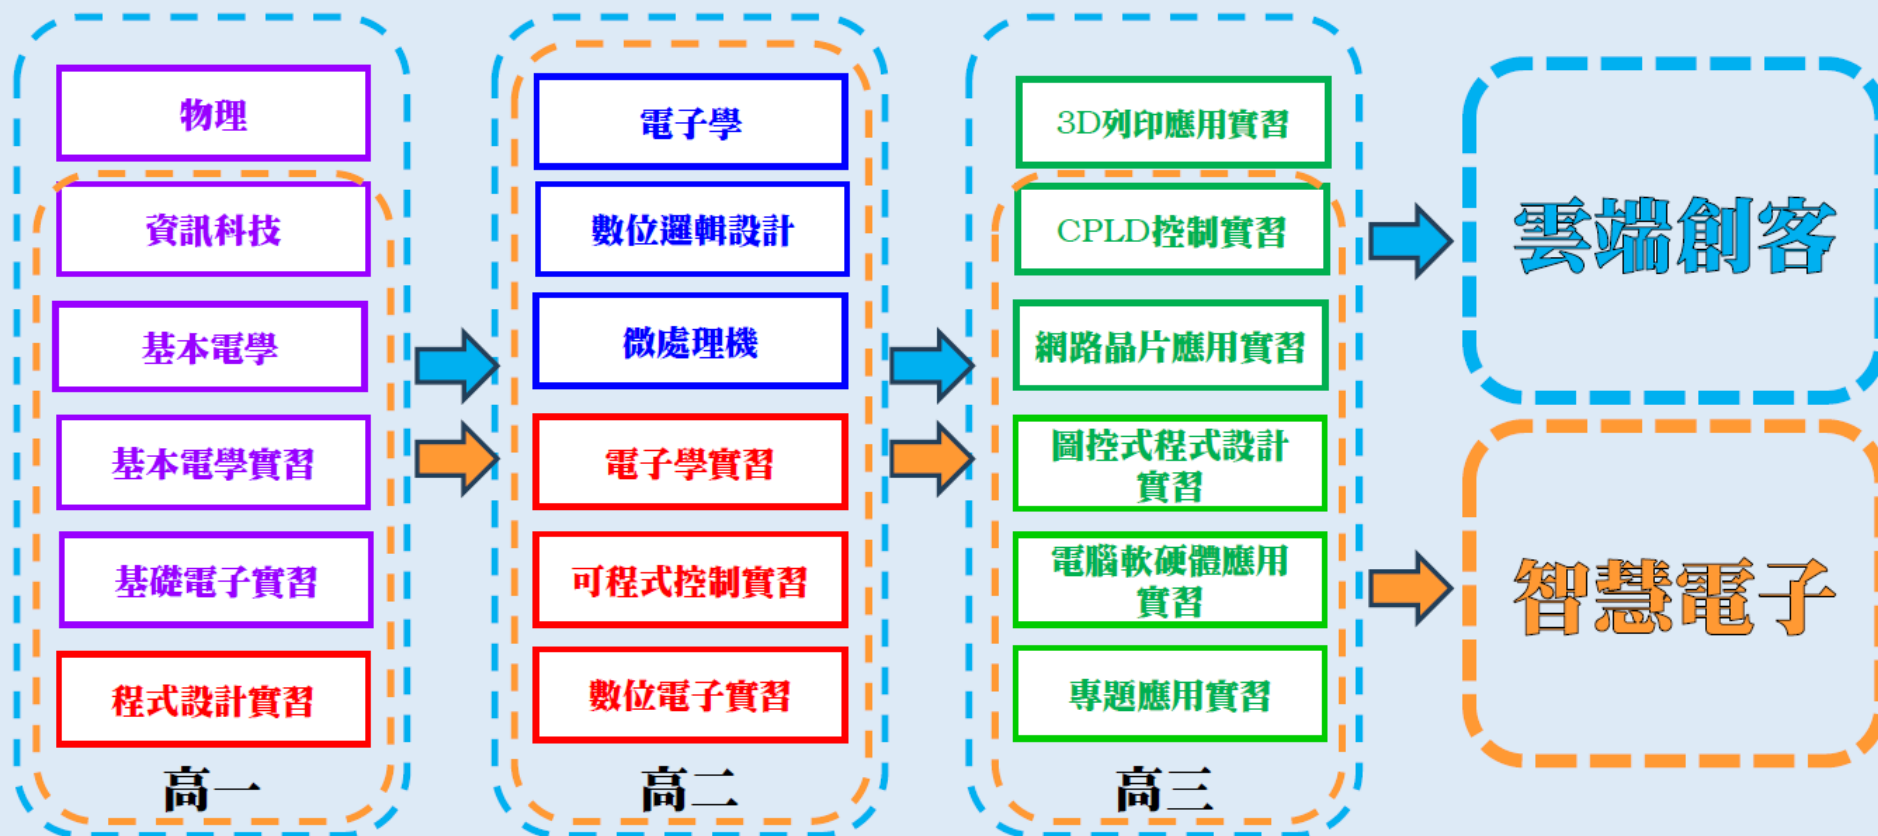 物理
資訊科技
基本電學
基本電學實習
基礎電子實習
程式設計實習
高一
電子學
數位邏輯設計
微處理機
電子學實習
可程式控制實習
數位電子實習
高二
3D列印應用實習
CPLD控制實習
網路晶片應用實習
圖控式程式設計
實習
電腦軟硬體應用
實習
專題應用實習
高三
雲端創客
智慧電子